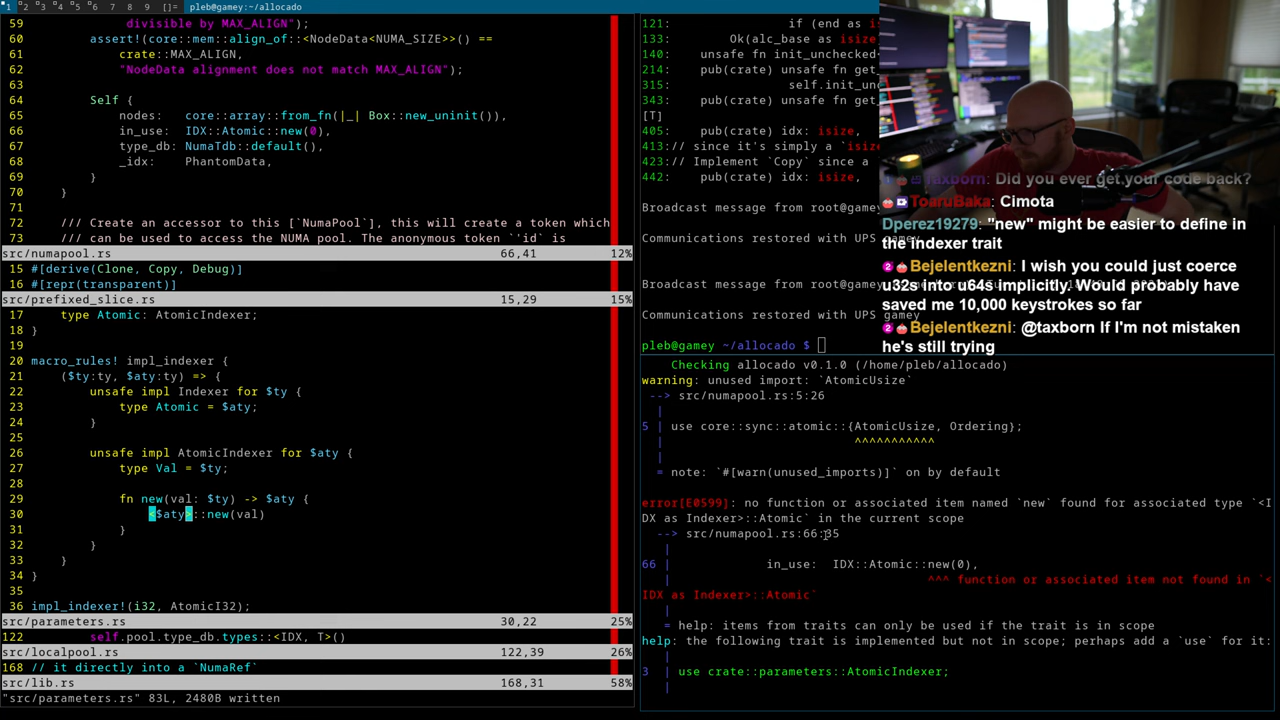 1 2 3 4 5 6 7 8 9 []= pleb@gamey:~/allocado
59 divisible by MAX_ALIGN");
60 assert!(core::mem::align_of::<NodeData<NUMA_SIZE>>() ==
61 crate::MAX_ALIGN,
62 "NodeData alignment does not match MAX_ALIGN");
63
64 Self {
65 nodes: core::array::from_fn(|_| Box::new_uninit()),
66 in_use: IDX::Atomic::new(0),
67 type_db: NumaTdb::default(),
68 _idx: PhantomData,
69 }
70 }
71
72 /// Create an accessor to this [`NumaPool`], this will create a token which
73 /// can be used to access the NUMA pool. The anonymous token `'id` is
src/numapool.rs 66,41 12%
15 #[derive(Clone, Copy, Debug)]
16 #[repr(transparent)]
src/prefixed_slice.rs 15,29 15%
17 type Atomic: AtomicIndexer;
18 }
19
20 macro_rules! impl_indexer {
21 ($ty:ty, $aty:ty) => {
22 unsafe impl Indexer for $ty {
23 type Atomic = $aty;
24 }
25
26 unsafe impl AtomicIndexer for $aty {
27 type Val = $ty;
28
29 fn new(val: $ty) -> $aty {
30 <$aty>::new(val)
31 }
32 }
33 }
34 }
35
36 impl_indexer!(i32, AtomicI32);
src/parameters.rs 30,22 25%
122 self.pool.type_db.types::<IDX, T>()
src/localpool.rs 122,39 26%
168 // it directly into a `NumaRef`
src/lib.rs 168,31 58%
"src/parameters.rs" 83L, 2480B written
121: if (end as is
133: Ok(alc_base as isize
140: unsafe fn init_unchecked
214: pub(crate) unsafe fn get_
315: self.init_un
343: pub(crate) unsafe fn get_
[T]
405: pub(crate) idx: isize,
413:// since it's simply a `isiz
423:// Implement `Copy` since a
442: pub(crate) idx: isize,
Broadcast message from root@gamey
Communications restored with UPS gamey
Broadcast message from root@gamey
Communications restored with UPS gamey
pleb@gamey ~/allocado $
Taxborn: Did you ever get your code back?
ToaruBaka: Cimota
Dperez19279: "new" might be easier to define in
the Indexer trait
Bejelentkezni: I wish you could just coerce
u32s into u64s implicitly. Would probably have
saved me 10,000 keystrokes so far
Bejelentkezni: @taxborn If I'm not mistaken
he's still trying
Checking allocado v0.1.0 (/home/pleb/allocado)
warning: unused import: `AtomicUsize`
--> src/numapool.rs:5:26
|
5 | use core::sync::atomic::{AtomicUsize, Ordering};
| ^^^^^^^^^^^
|
= note: `#[warn(unused_imports)]` on by default
error[E0599]: no function or associated item named `new` found for associated type `<I
DX as Indexer>::Atomic` in the current scope
--> src/numapool.rs:66:35
|
66 | in_use: IDX::Atomic::new(0),
| ^^^ function or associated item not found in `<
IDX as Indexer>::Atomic`
|
= help: items from traits can only be used if the trait is in scope
help: the following trait is implemented but not in scope; perhaps add a `use` for it:
|
3 | use crate::parameters::AtomicIndexer;
|